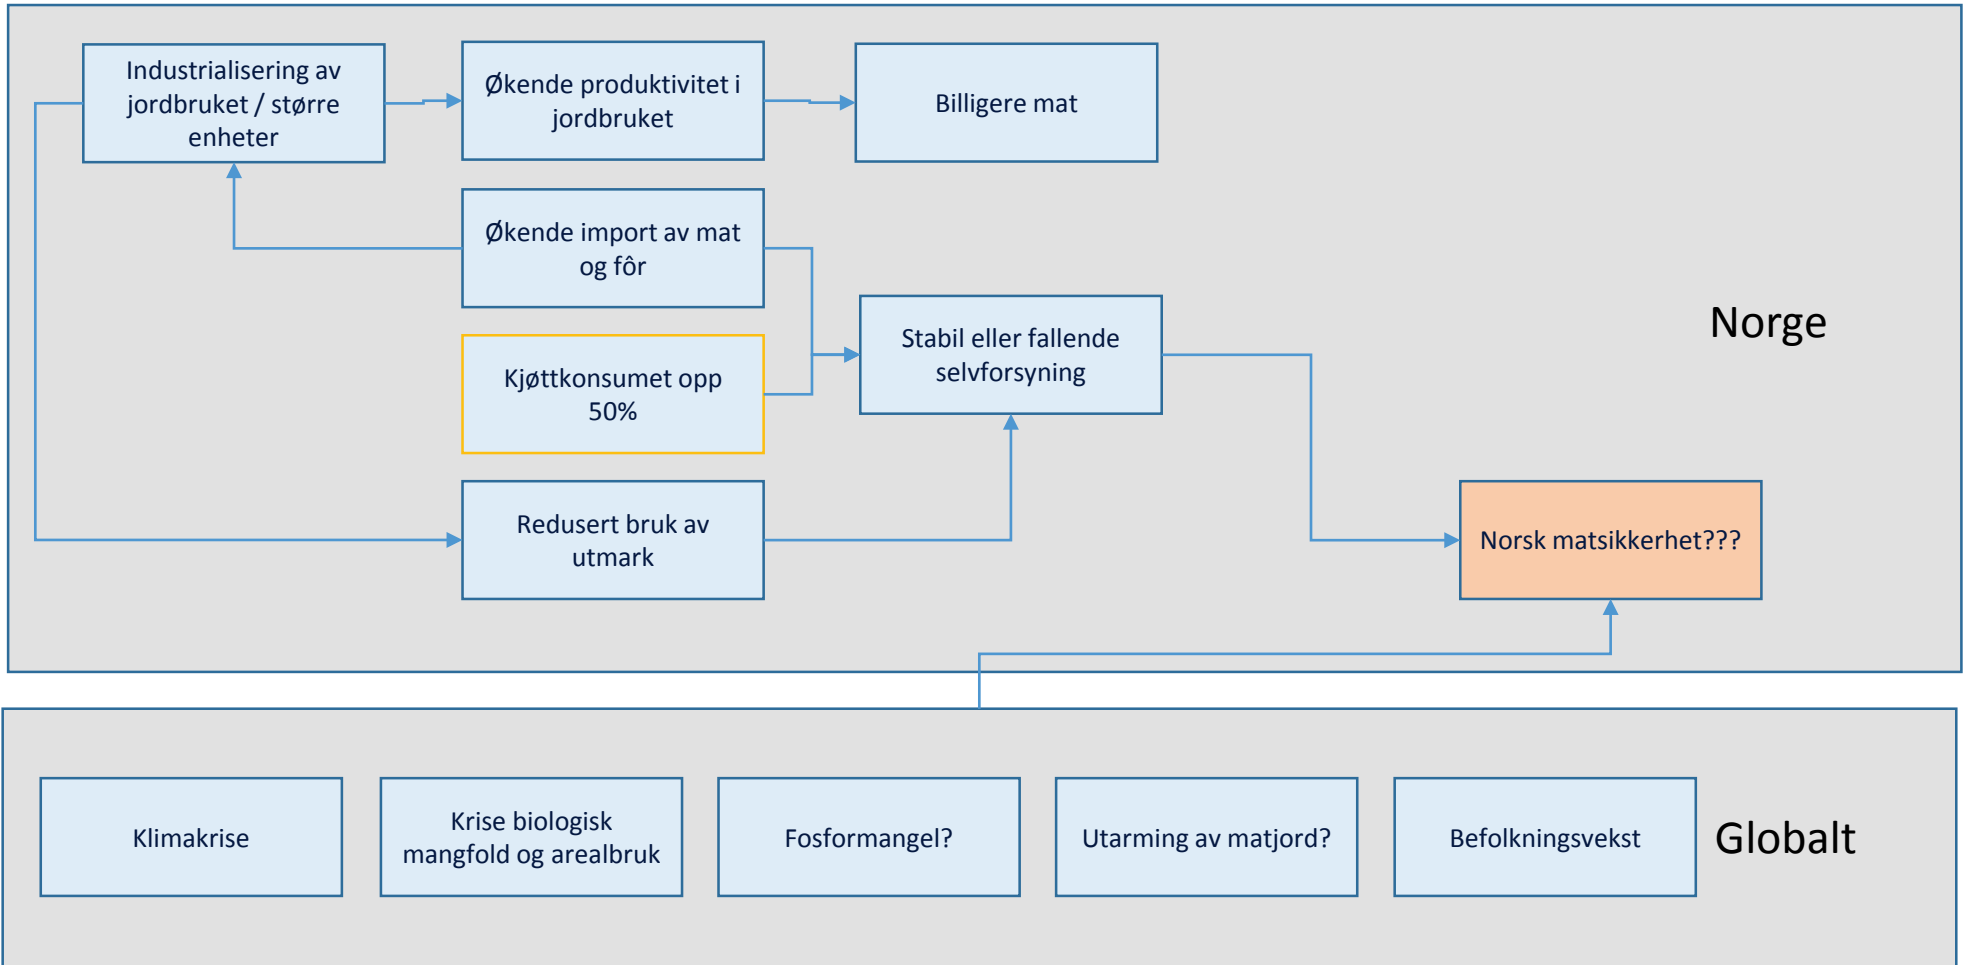 Industrialisering av
jordbruket / større
enheter
Økende produktivitet i
jordbruket
Billigere mat
Økende import av mat
og fôr
Kjøttkonsumet opp
50%
Stabil eller fallende
selvforsyning
Norge
Redusert bruk av
utmark
Norsk matsikkerhet???
Klimakrise
Krise biologisk
mangfold og arealbruk
Fosformangel?
Utarming av matjord?
Befolkningsvekst
Globalt